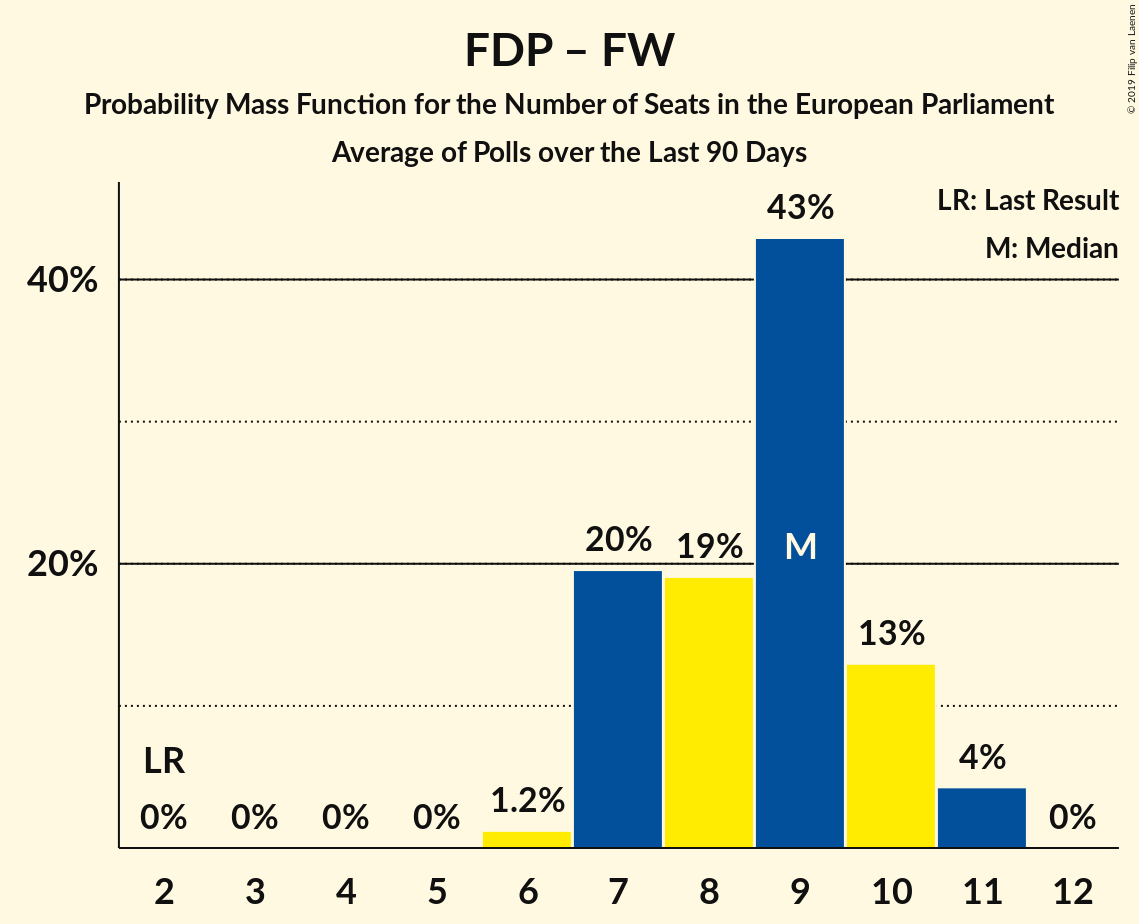 FDP – FW
Probability Mass Function for the Number of Seats in the European Parliament
Average of Polls over the Last 90 Days
© 2019 Filip van Laenen
LR: Last Result
M: Median
43%
40%
20%
20%
19%
M
13%
LR
4%
1.2%
0%
0%
0%
0%
0%
2 3 4 5 6 7 8 9 10 11 12